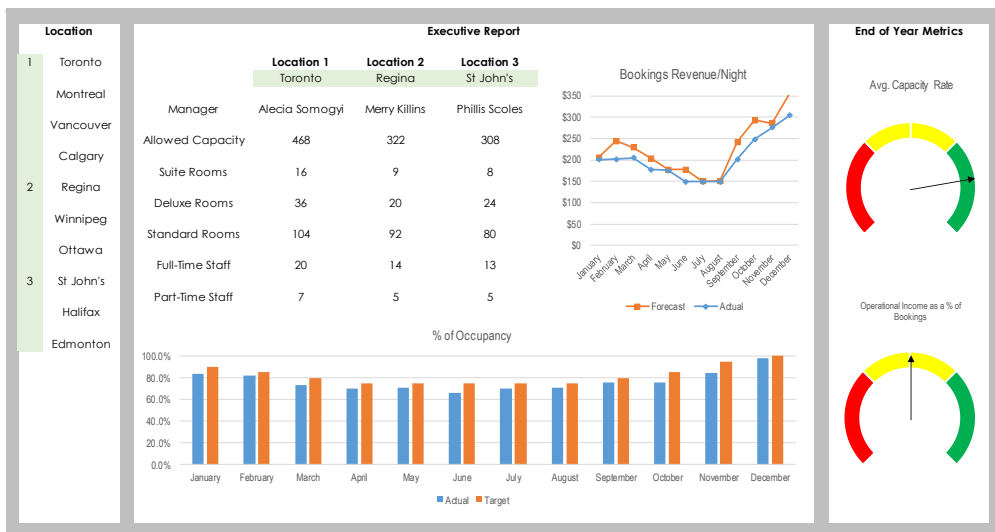 Location
1 Toronto
Montreal
Vancouver
Calgary
2 Regina
Winnipeg
Ottawa
3 St John's
Halifax
Edmonton
Executive Report
Location 1 Location 2 Location 3
Toronto Regina St John's
Manager Alecia Somogyi Merry Killins Phillis Scoles
Allowed Capacity 468 322 308
Suite Rooms 16 9 8
Deluxe Rooms 36 20 24
Standard Rooms 104 92 80
Full-Time Staff 20 14 13
Part-Time Staff 7 5 5
Bookings Revenue/Night
$350
$300
$250
$200
$150
$100
$50
$0
January February March April May June July August September October November December
Forecast Actual
% of Occupancy
100.0%
80.0%
60.0%
40.0%
20.0%
0.0%
January February March April May June July August September October November December
Actual Target
End of Year Metrics
Avg. Capacity Rate
Operational Income as a % of
Bookings